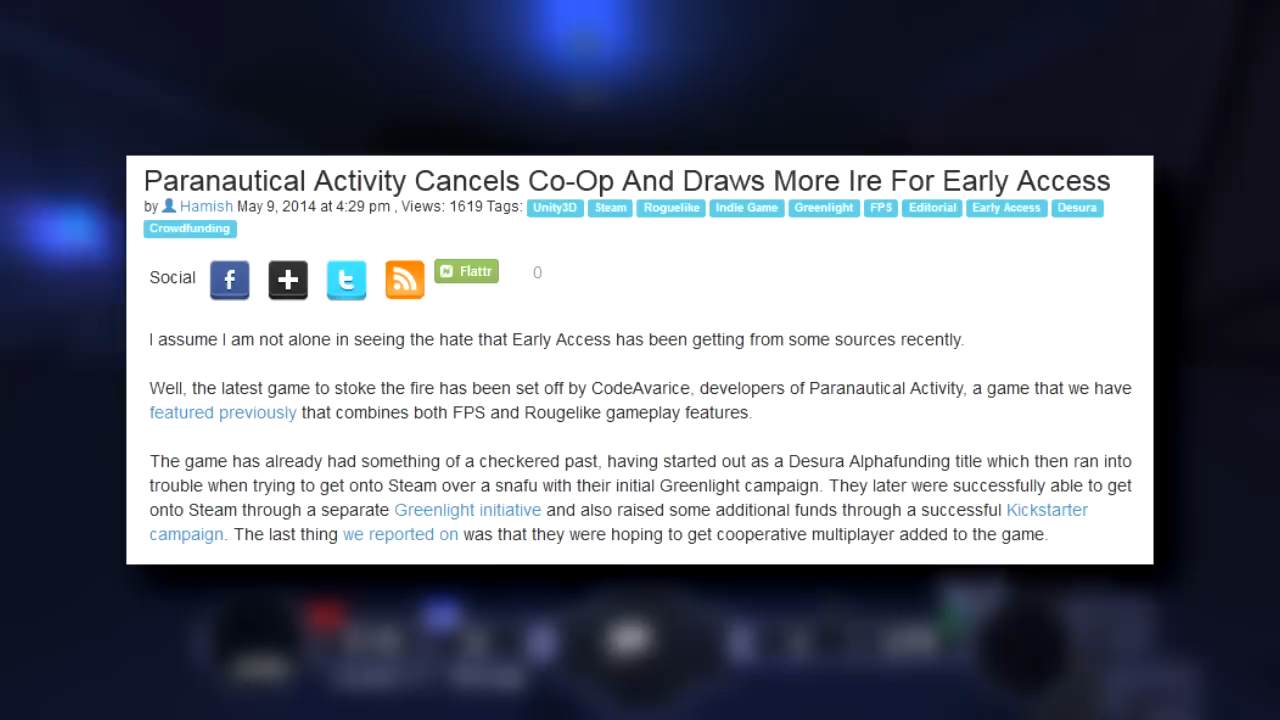 Paranautical Activity Cancels Co-Op And Draws More Ire For Early Access
by Hamish May 9, 2014 at 4:29 pm , Views: 1619 Tags: Unity3D Steam Roguelike Indie Game Greenlight FPS Editorial Early Access Desura
Crowdfunding
Social f + t Flattr 0
I assume I am not alone in seeing the hate that Early Access has been getting from some sources recently.
Well, the latest game to stoke the fire has been set off by CodeAvarice, developers of Paranautical Activity, a game that we have
featured previously that combines both FPS and Rougelike gameplay features.
The game has already had something of a checkered past, having started out as a Desura Alphafunding title which then ran into
trouble when trying to get onto Steam over a snafu with their initial Greenlight campaign. They later were successfully able to get
onto Steam through a separate Greenlight initiative and also raised some additional funds through a successful Kickstarter
campaign. The last thing we reported on was that they were hoping to get cooperative multiplayer added to the game.